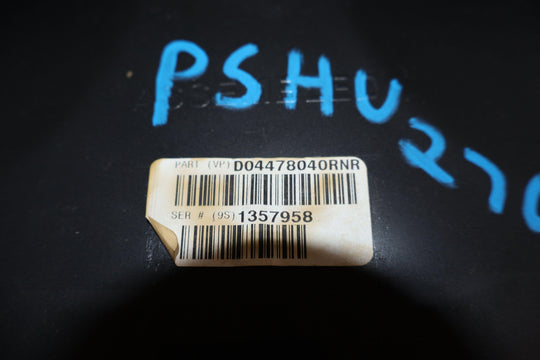 PSHU
270
PART (VP) D04478040RNR
SER # (9S) 1357958